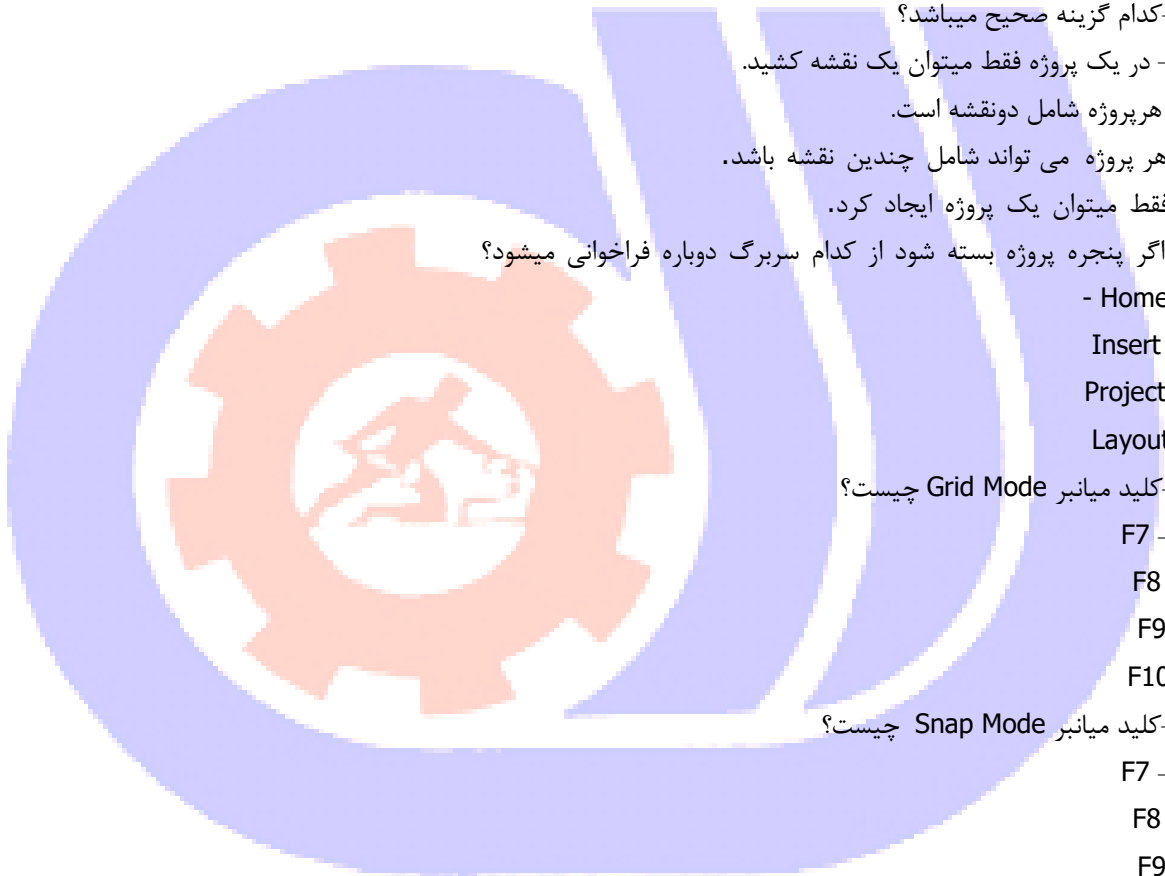 -کدام گزینه صحیح میباشد؟
- در یک پروژه فقط میتوان یک نقشه کشید.
هرپروژه شامل دونقشه است.
هر پروژه می تواند شامل چندین نقشه باشد.
فقط میتوان یک پروژه ایجاد کرد.
اگر پنجره پروژه بسته شود از کدام سربرگ دوباره فراخوانی میشود؟
- Home
Insert
Project
Layout
-کلید میانبر Grid Mode چیست؟
F7 -
F8
F9
F10
-کلید میانبر Snap Mode چیست؟
F7 -
F8
F9